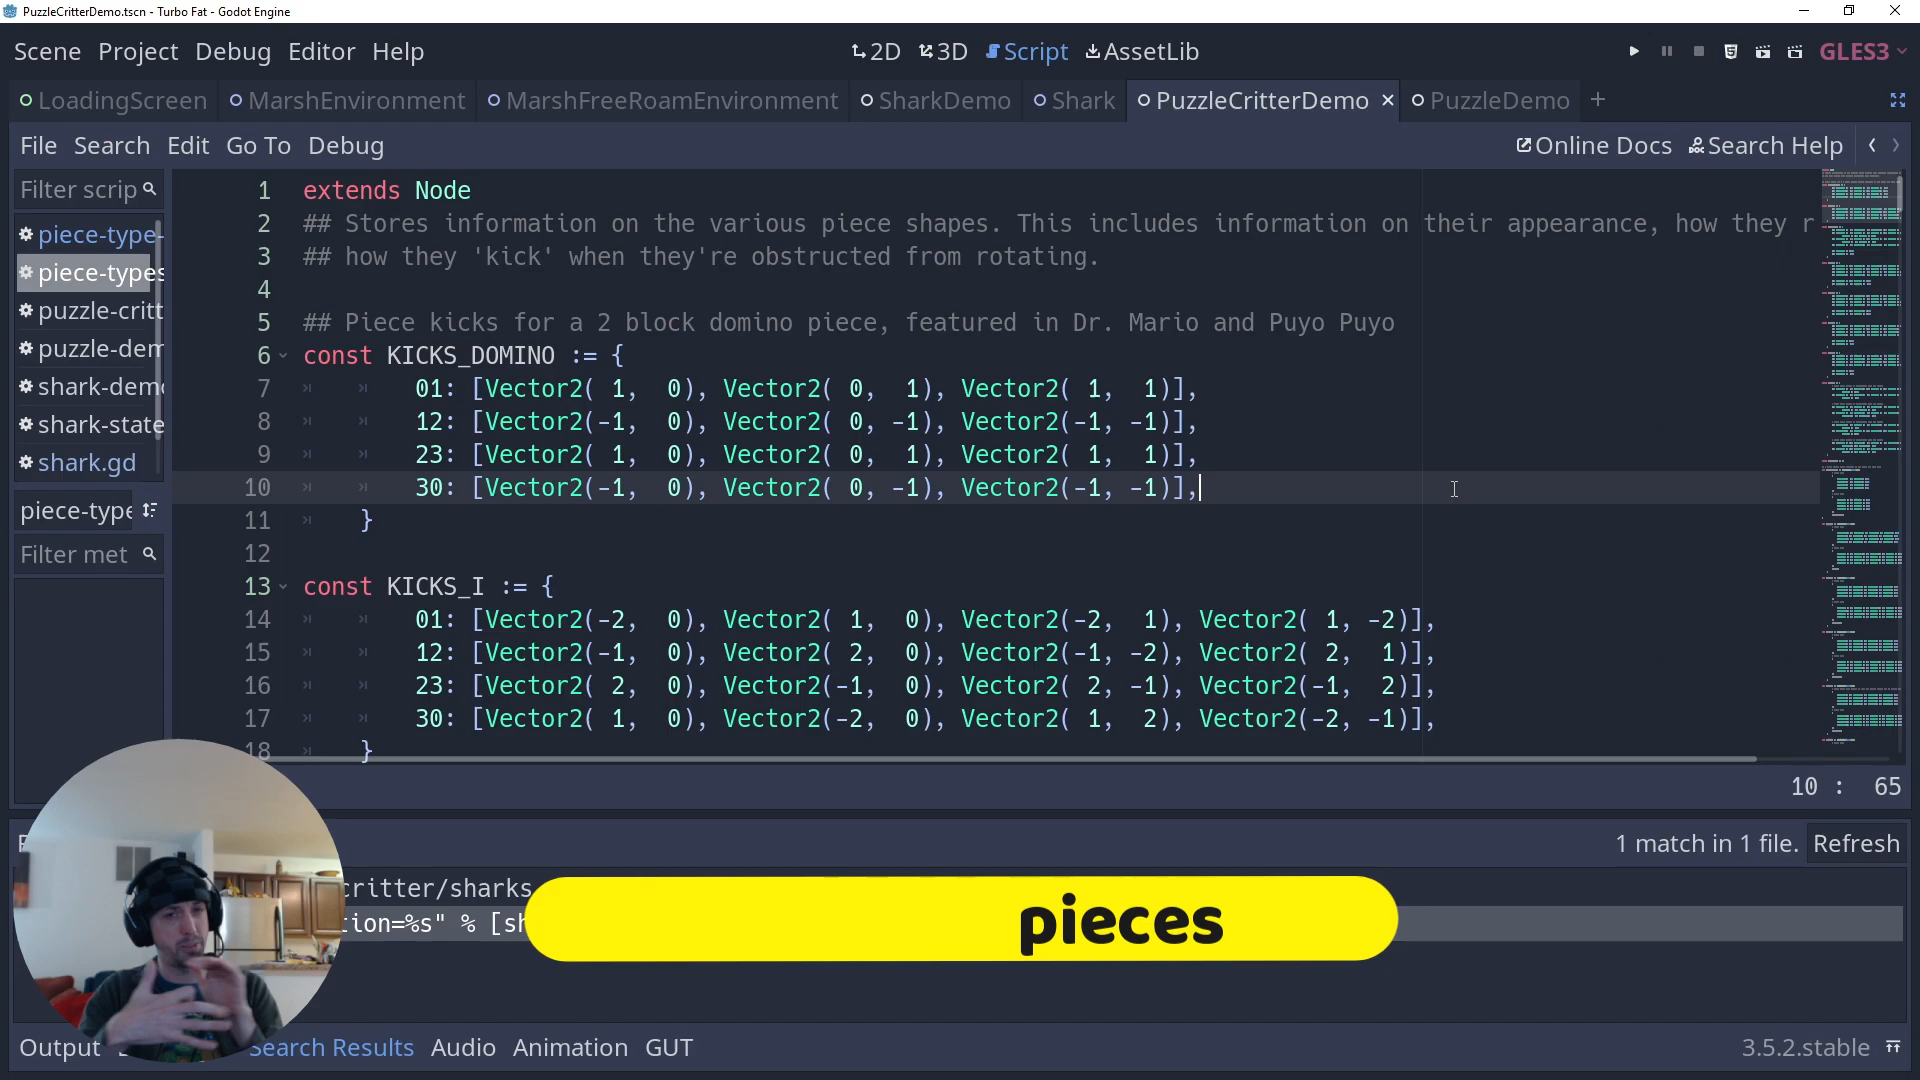 PuzzleCritterDemo.tscn - Turbo Fat - Godot Engine
Scene Project Debug Editor Help 2D 3D Script AssetLib GLES3
LoadingScreen MarshEnvironment MarshFreeRoamEnvironment SharkDemo Shark PuzzleCritterDemo PuzzleDemo
File Search Edit Go To Debug Online Docs Search Help
Filter scrip
piece-type-
piece-types
puzzle-critt
puzzle-dem
shark-demo
shark-state
shark.gd
piece-type
Filter met
1 extends Node
2 ## Stores information on the various piece shapes. This includes information on their appearance, how they r
3 ## how they 'kick' when they're obstructed from rotating.
4
5 ## Piece kicks for a 2 block domino piece, featured in Dr. Mario and Puyo Puyo
6 const KICKS_DOMINO := {
7 01: [Vector2( 1,  0), Vector2( 0,  1), Vector2( 1,  1)],
8 12: [Vector2(-1,  0), Vector2( 0, -1), Vector2(-1, -1)],
9 23: [Vector2( 1,  0), Vector2( 0,  1), Vector2( 1,  1)],
10 30: [Vector2(-1,  0), Vector2( 0, -1), Vector2(-1, -1)],
11 }
12
13 const KICKS_I := {
14 01: [Vector2(-2,  0), Vector2( 1,  0), Vector2(-2,  1), Vector2( 1, -2)],
15 12: [Vector2(-1,  0), Vector2( 2,  0), Vector2(-1, -2), Vector2( 2,  1)],
16 23: [Vector2( 2,  0), Vector2(-1,  0), Vector2( 2, -1), Vector2(-1,  2)],
17 30: [Vector2( 1,  0), Vector2(-2,  0), Vector2( 1,  2), Vector2(-2, -1)],
18 }
10 : 65
1 match in 1 file. Refresh
critter/sharks
tion=%s" % [sh
pieces
Output Search Results Audio Animation GUT 3.5.2.stable